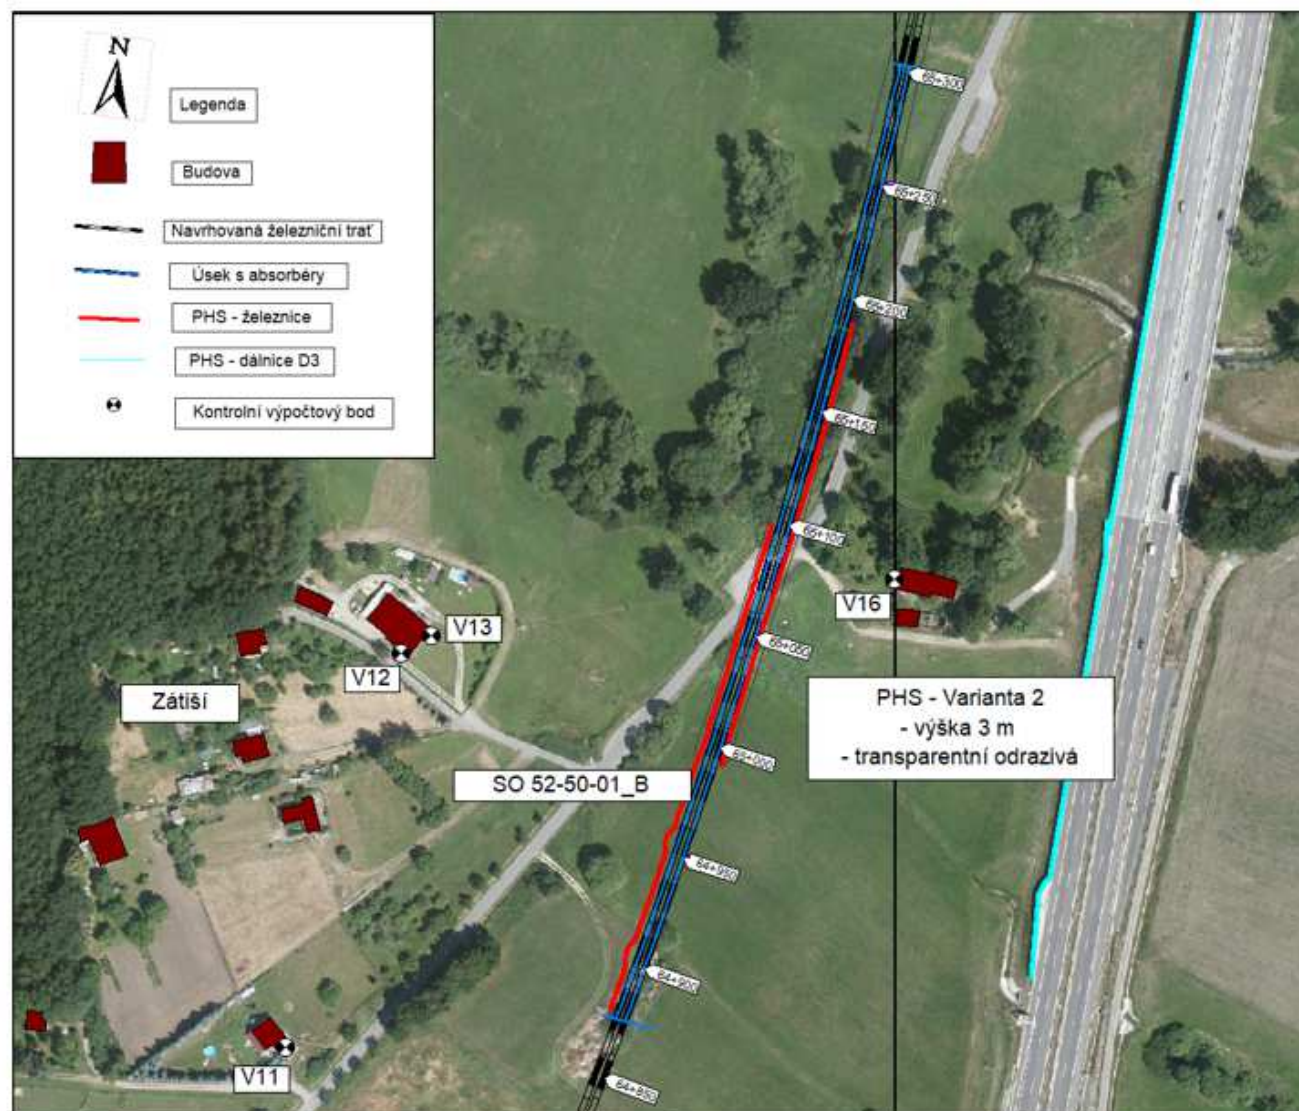 N
Legenda
Budova
Navrhovaná železniční trať
Úsek s absorbéry
PHS - železnice
PHS - dálnice D3
Kontrolní výpočtový bod
65+300
65+250
65+200
65+150
65+100
V16
V13
65+050
V12
Zátiší
PHS - Varianta 2
- výška 3 m
- transparentní odrazivá
65+000
SO 52-50-01_B
64+950
64+900
V11
64+850